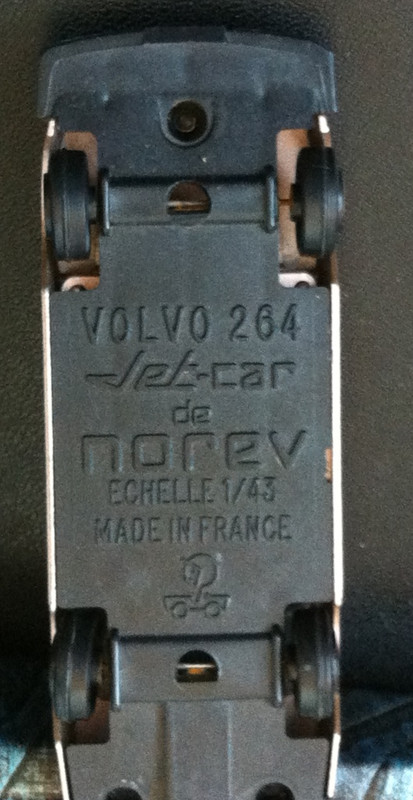 VOLVO 264
Jet-car
de
norev
ECHELLE 1/43
MADE IN FRANCE